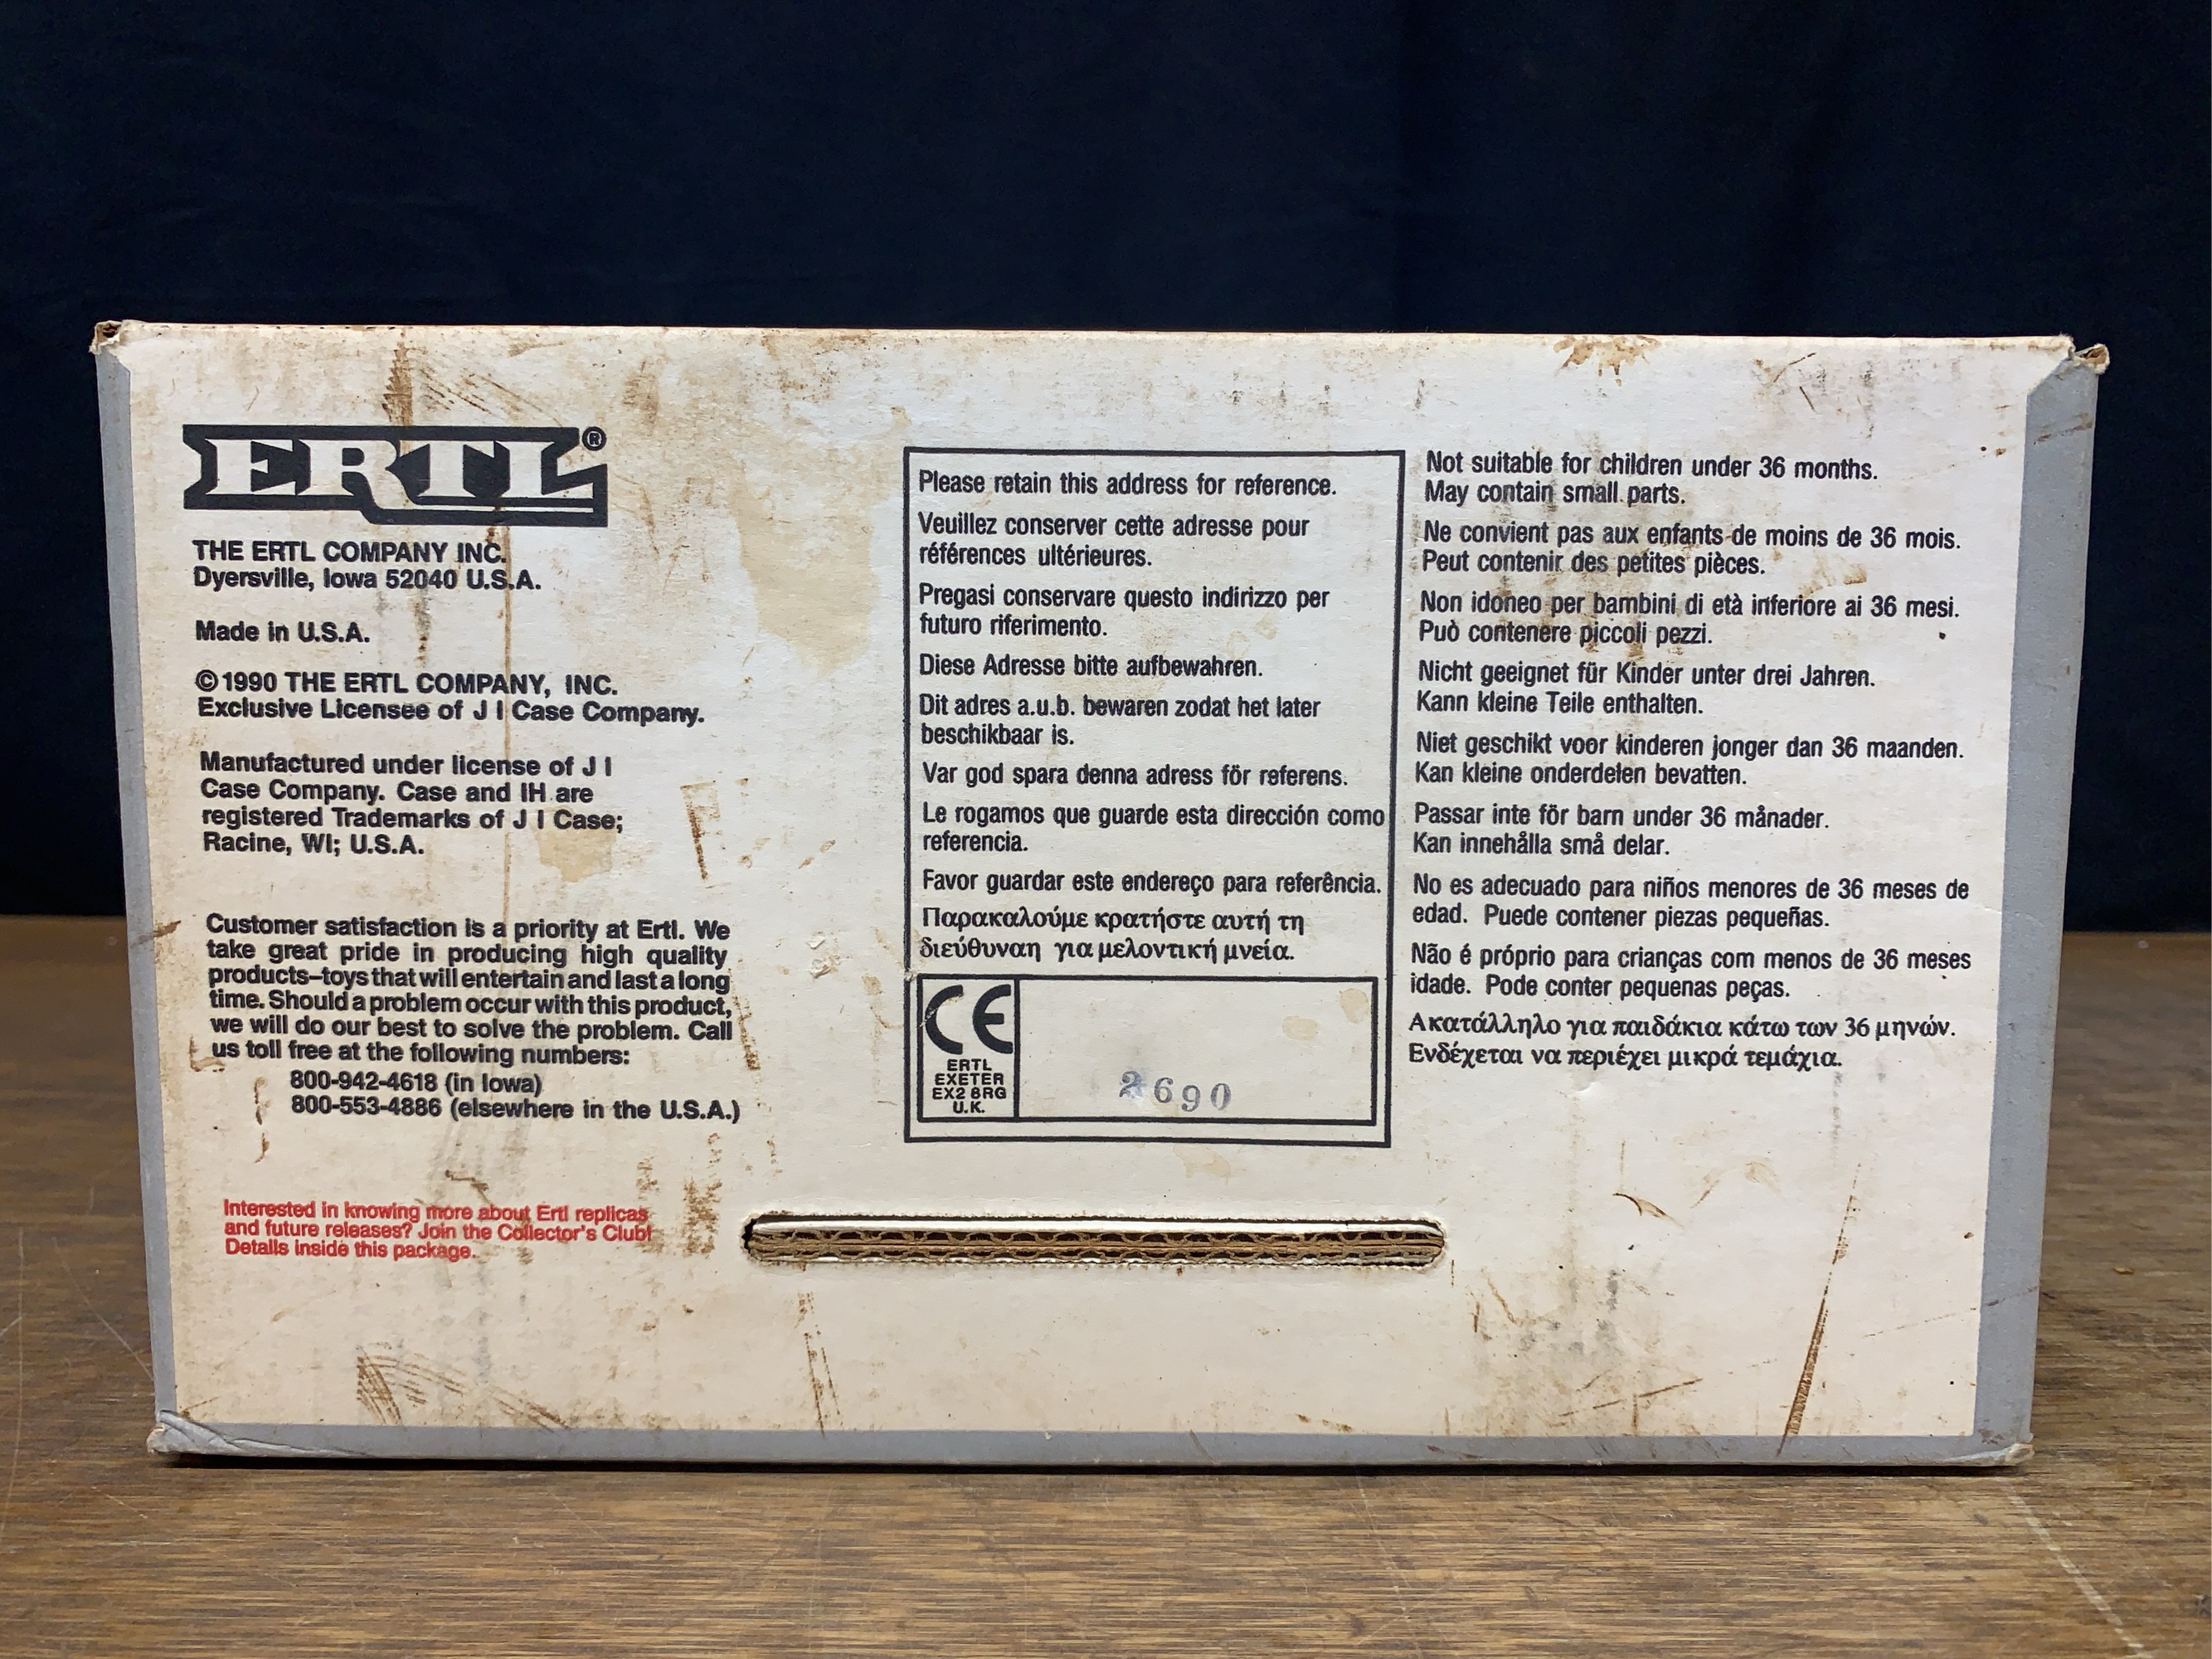 ERTL®
THE ERTL COMPANY INC.
Dyersville, Iowa 52040 U.S.A.
Made in U.S.A.
©1990 THE ERTL COMPANY, INC.
Exclusive Licensee of J I Case Company.
Manufactured under license of J I
Case Company. Case and IH are
registered Trademarks of J I Case;
Racine, WI; U.S.A.
Customer satisfaction is a priority at Ertl. We
take great pride in producing high quality
products–toys that will entertain and last a long
time. Should a problem occur with this product,
we will do our best to solve the problem. Call
us toll free at the following numbers:
800-942-4618 (in Iowa)
800-553-4886 (elsewhere in the U.S.A.)
Interested in knowing more about Ertl replicas
and future releases? Join the Collector's Club!
Details inside this package.
Please retain this address for reference.
Veuillez conserver cette adresse pour
références ultérieures.
Pregasi conservare questo indirizzo per
futuro riferimento.
Diese Adresse bitte aufbewahren.
Dit adres a.u.b. bewaren zodat het later
beschikbaar is.
Var god spara denna adress för referens.
Le rogamos que guarde esta dirección como
referencia.
Favor guardar este endereço para referência.
Παρακαλούμε κρατήστε αυτή τη
διεύθυναη για μελοντική μνεία.
CE
ERTL
EXETER
EX2 8RG
U.K.
2690
Not suitable for children under 36 months.
May contain small parts.
Ne convient pas aux enfants de moins de 36 mois.
Peut contenir des petites pièces.
Non idoneo per bambini di età inferiore ai 36 mesi.
Può contenere piccoli pezzi.
Nicht geeignet für Kinder unter drei Jahren.
Kann kleine Teile enthalten.
Niet geschikt voor kinderen jonger dan 36 maanden.
Kan kleine onderdelen bevatten.
Passar inte för barn under 36 månader.
Kan innehålla små delar.
No es adecuado para niños menores de 36 meses de
edad. Puede contener piezas pequeñas.
Não é próprio para crianças com menos de 36 meses
idade. Pode conter pequenas peças.
Ακατάλληλο για παιδάκια κάτω των 36 μηνών.
Ενδέχεται να περιέχει μικρά τεμάχια.